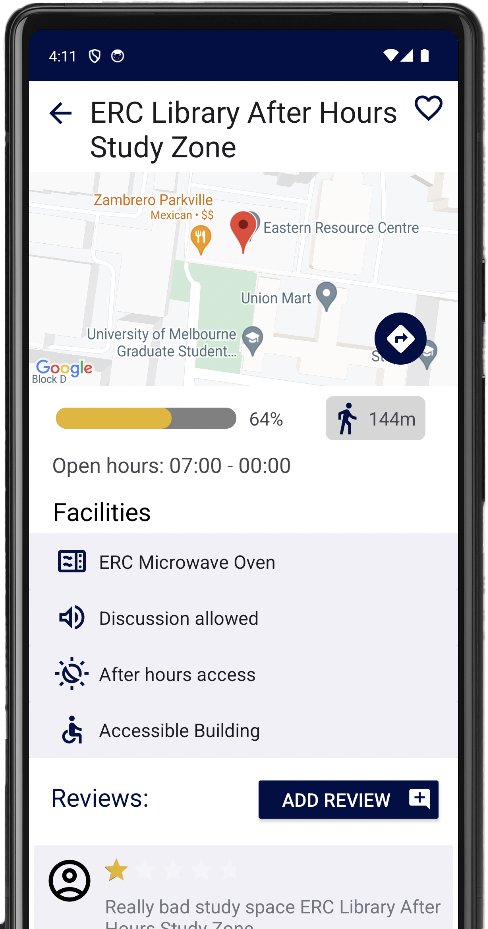 4:11
ERC Library After Hours
Study Zone
Zambrero Parkville
Mexican • $$
Eastern Resource Centre
Union Mart
University of Melbourne
Graduate Student...
Google
Block D
64%
144m
Open hours: 07:00 - 00:00
Facilities
ERC Microwave Oven
Discussion allowed
After hours access
Accessible Building
Reviews:
ADD REVIEW
Really bad study space ERC Library After
Hours Study Zone